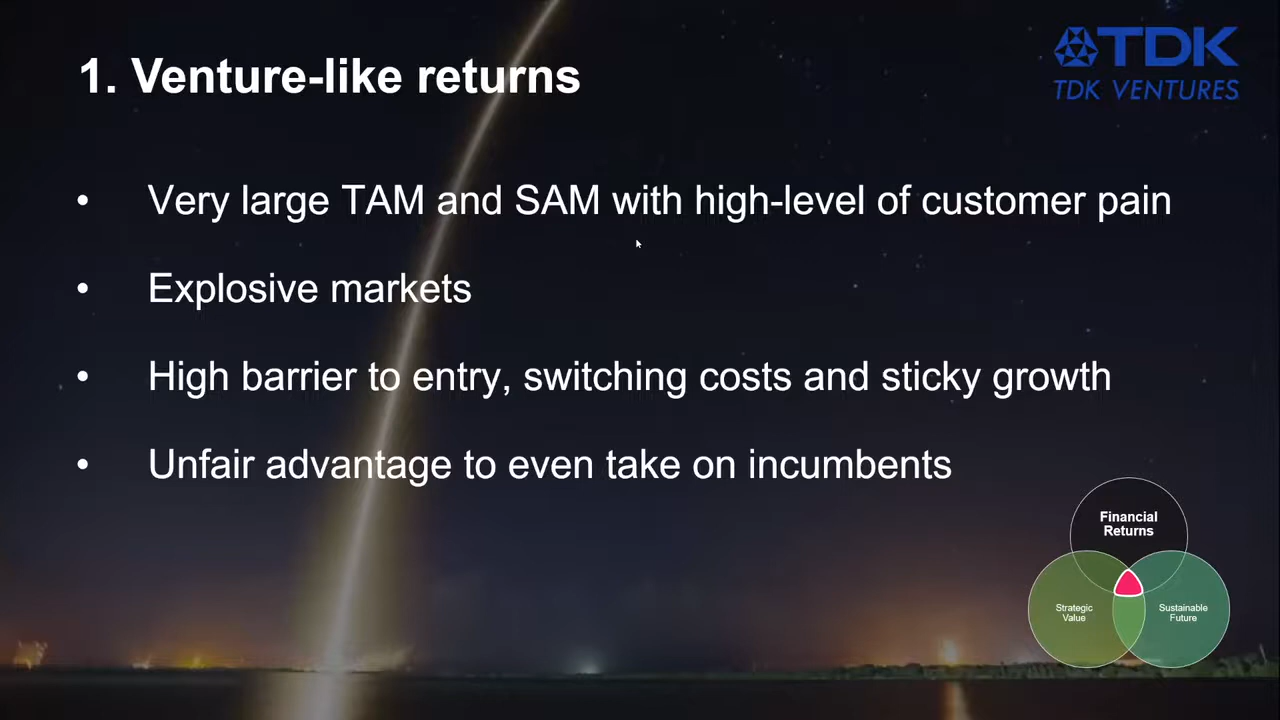 1. Venture-like returns
TDK
TDK VENTURES
• Very large TAM and SAM with high-level of customer pain
• Explosive markets
• High barrier to entry, switching costs and sticky growth
• Unfair advantage to even take on incumbents
Financial
Returns
Strategic
Value
Sustainable
Future